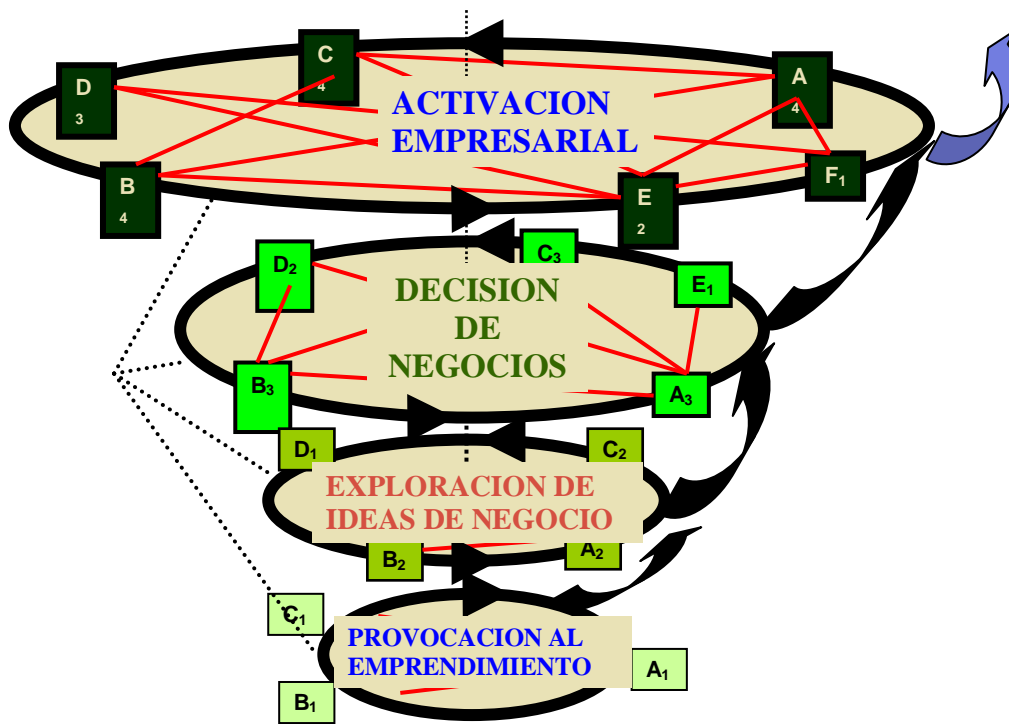 C
4
A
4
D
3
ACTIVACION
EMPRESARIAL
F1
B
4
E
2
C3
D2
E1
DECISION
DE
NEGOCIOS
B3
A3
D1
C2
EXPLORACION DE
IDEAS DE NEGOCIO
B2
A2
C1
PROVOCACION AL
EMPRENDIMIENTO
A1
B1